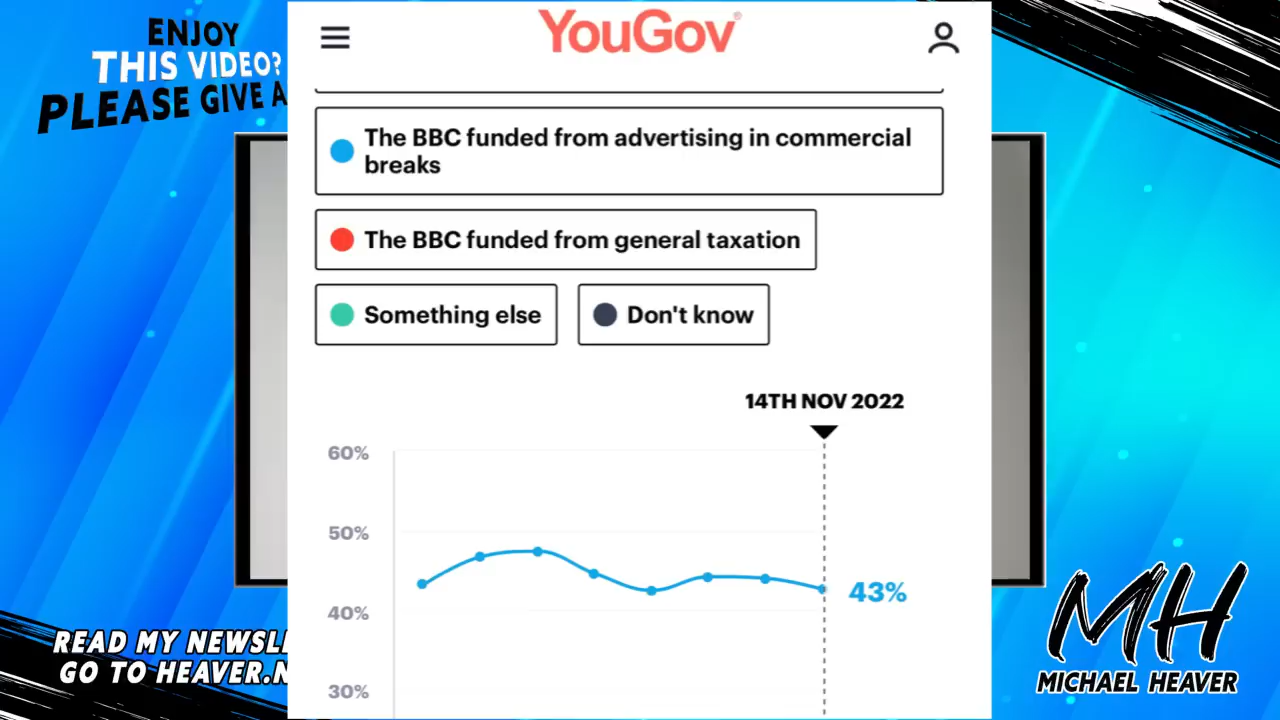 ENJOY
THIS VIDEO?
PLEASE GIVE A
YouGov®
The BBC funded from advertising in commercial
breaks
The BBC funded from general taxation
Something else
Don't know
14TH NOV 2022
60%
50%
43%
40%
30%
READ MY NEWSL
GO TO HEAVER.N
MH
MICHAEL HEAVER